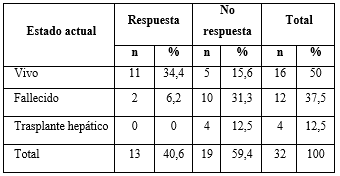 Estado actual Respuesta No respuesta Total
n % n % n %
Vivo 11 34,4 5 15,6 16 50
Fallecido 2 6,2 10 31,3 12 37,5
Trasplante hepático 0 0 4 12,5 4 12,5
Total 13 40,6 19 59,4 32 100